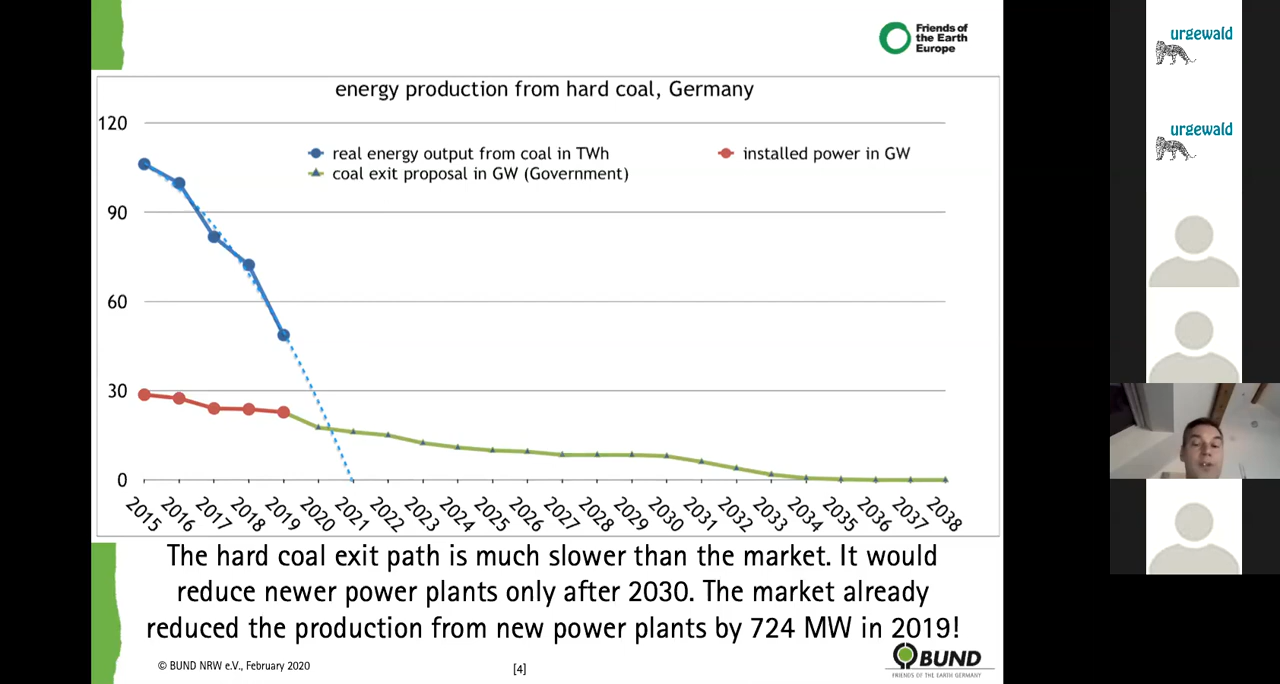 Friends of
the Earth
Europe
energy production from hard coal, Germany
120
90
60
30
0
real energy output from coal in TWh
installed power in GW
coal exit proposal in GW (Government)
2015
2016
2017
2018
2019
2020
2021
2022
2023
2024
2025
2026
2027
2028
2029
2030
2031
2032
2033
2034
2035
2036
2037
2038
The hard coal exit path is much slower than the market. It would
reduce newer power plants only after 2030. The market already
reduced the production from new power plants by 724 MW in 2019!
© BUND NRW e.V., February 2020
[4]
BUND
FRIENDS OF THE EARTH GERMANY
urgewald
urgewald